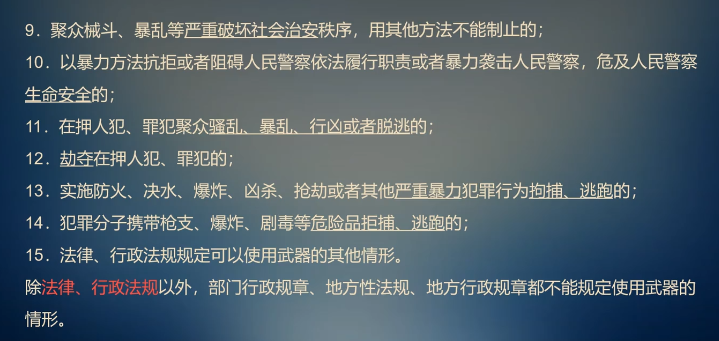 9．聚众械斗、暴乱等严重破坏社会治安秩序，用其他方法不能制止的；
10．以暴力方法抗拒或者阻碍人民警察依法履行职责或者暴力袭击人民警察，危及人民警察
生命安全的；
11．在押人犯、罪犯聚众骚乱、暴乱、行凶或者脱逃的；
12．劫夺在押人犯、罪犯的；
13．实施防火、决水、爆炸、凶杀、抢劫或者其他严重暴力犯罪行为拘捕、逃跑的；
14．犯罪分子携带枪支、爆炸、剧毒等危险品拒捕、逃跑的；
15．法律、行政法规规定可以使用武器的其他情形。
除法律、行政法规以外，部门行政规章、地方性法规、地方行政规章都不能规定使用武器的
情形。